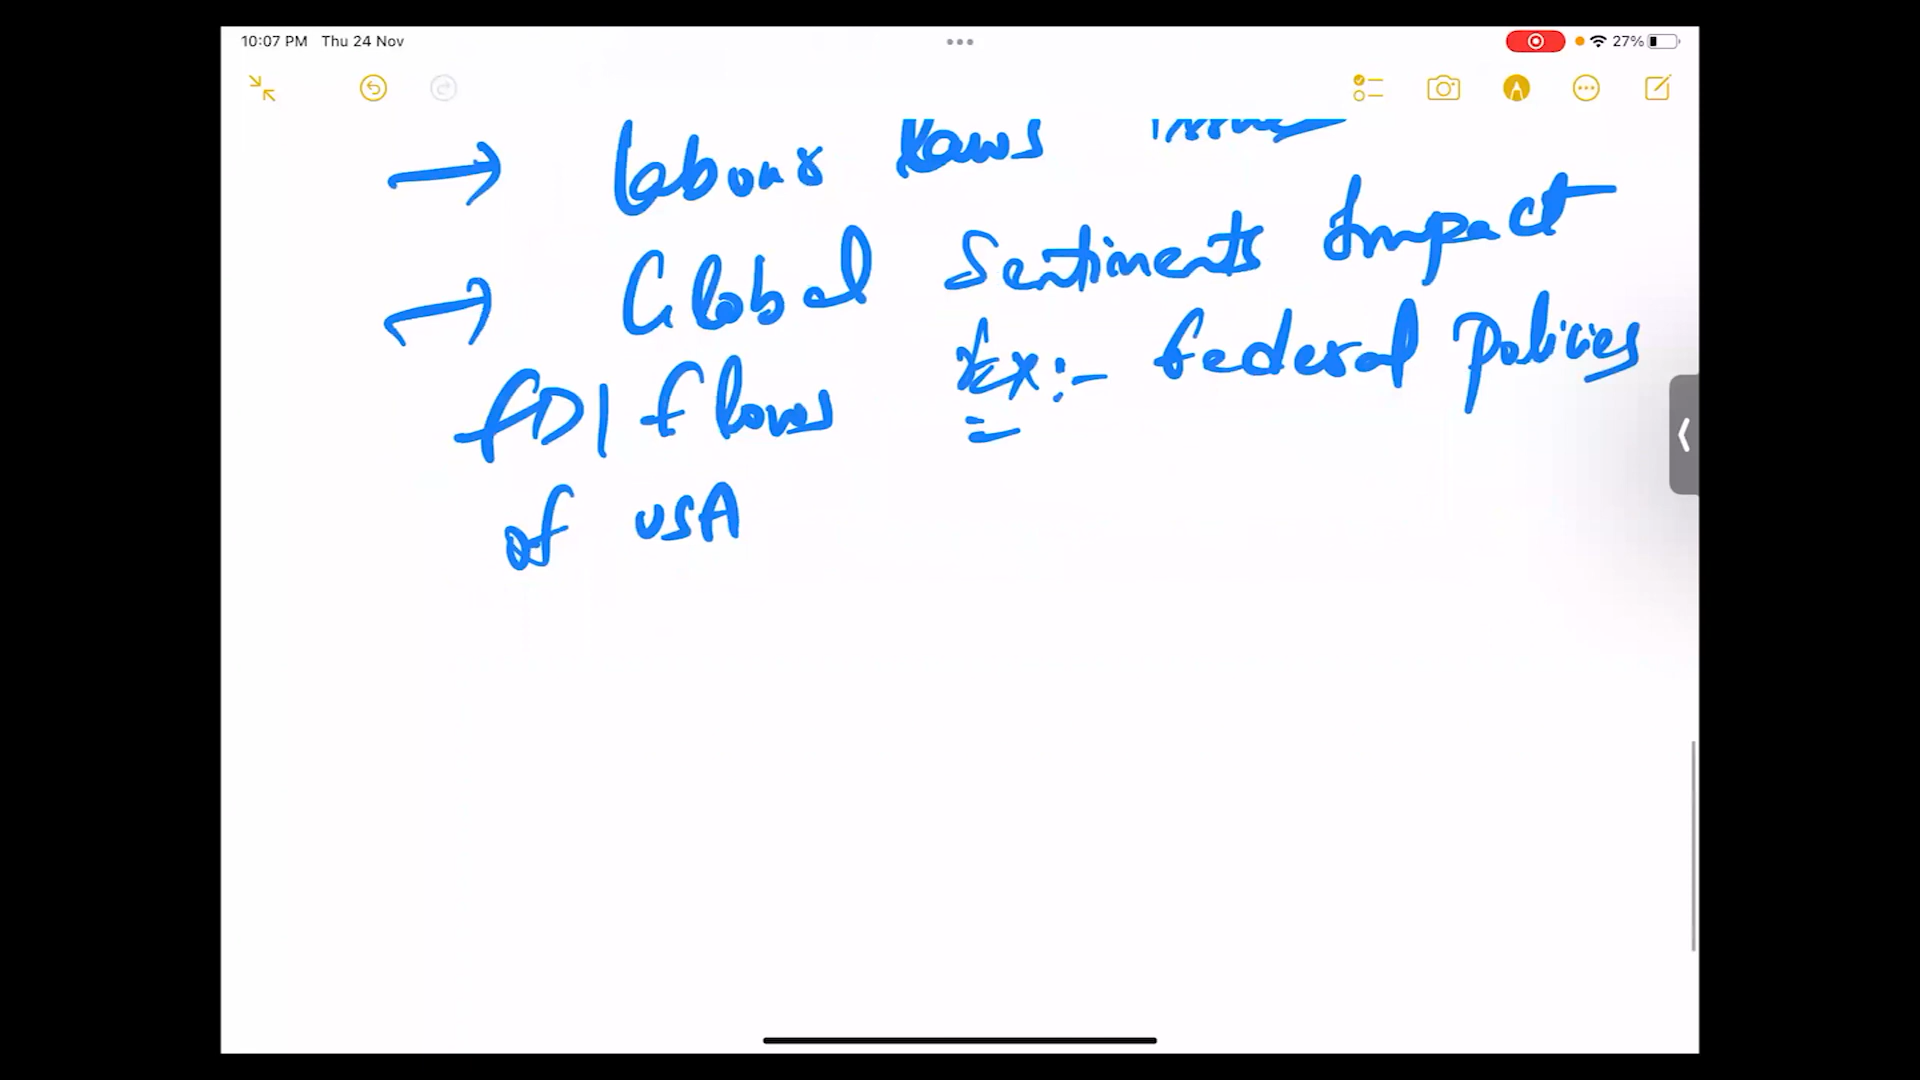 10:07 PM Thu 24 Nov
27%
→ labour laws issues
→ Global Sentiments Impact
FDI flows Ex:- federal policies
of USA